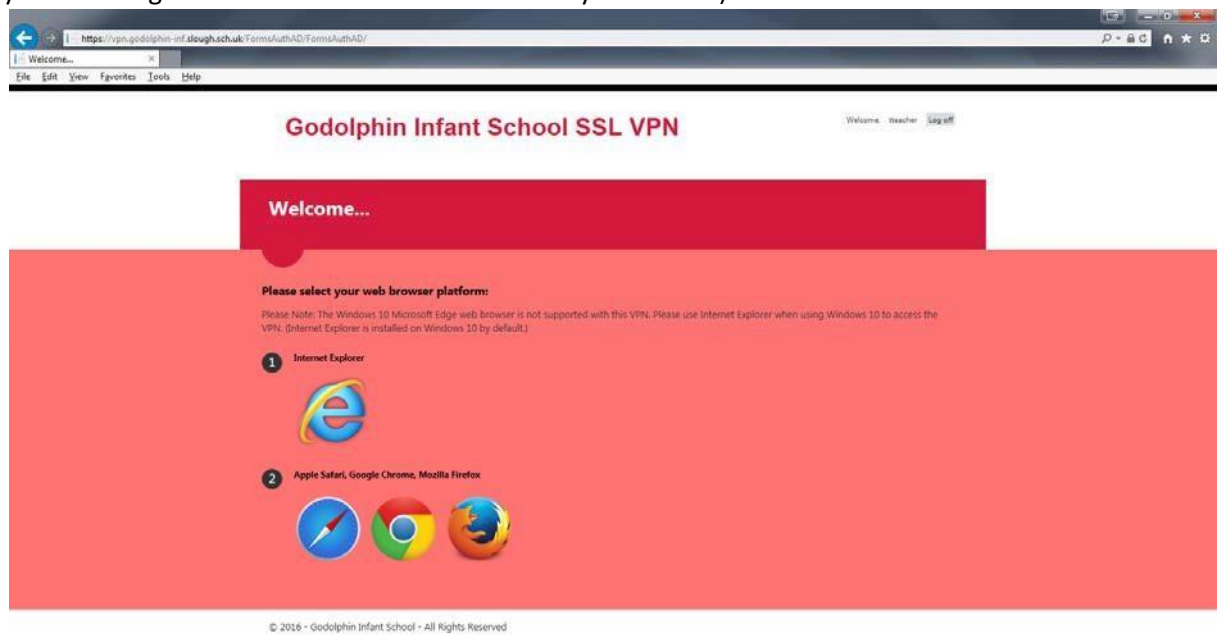 https://vpn.godolphin-inf.slough.sch.uk/FormsAuthAD/FormsAuthAD/
Welcome...
File Edit View Favorites Tools Help
Godolphin Infant School SSL VPN
Welcome tteacher Log off
Welcome...
Please select your web browser platform:
Please Note: The Windows 10 Microsoft Edge web browser is not supported with this VPN. Please use Internet Explorer when using Windows 10 to access the
VPN. (Internet Explorer is installed on Windows 10 by default.)
1 Internet Explorer
2 Apple Safari, Google Chrome, Mozilla Firefox
© 2016 - Godolphin Infant School - All Rights Reserved